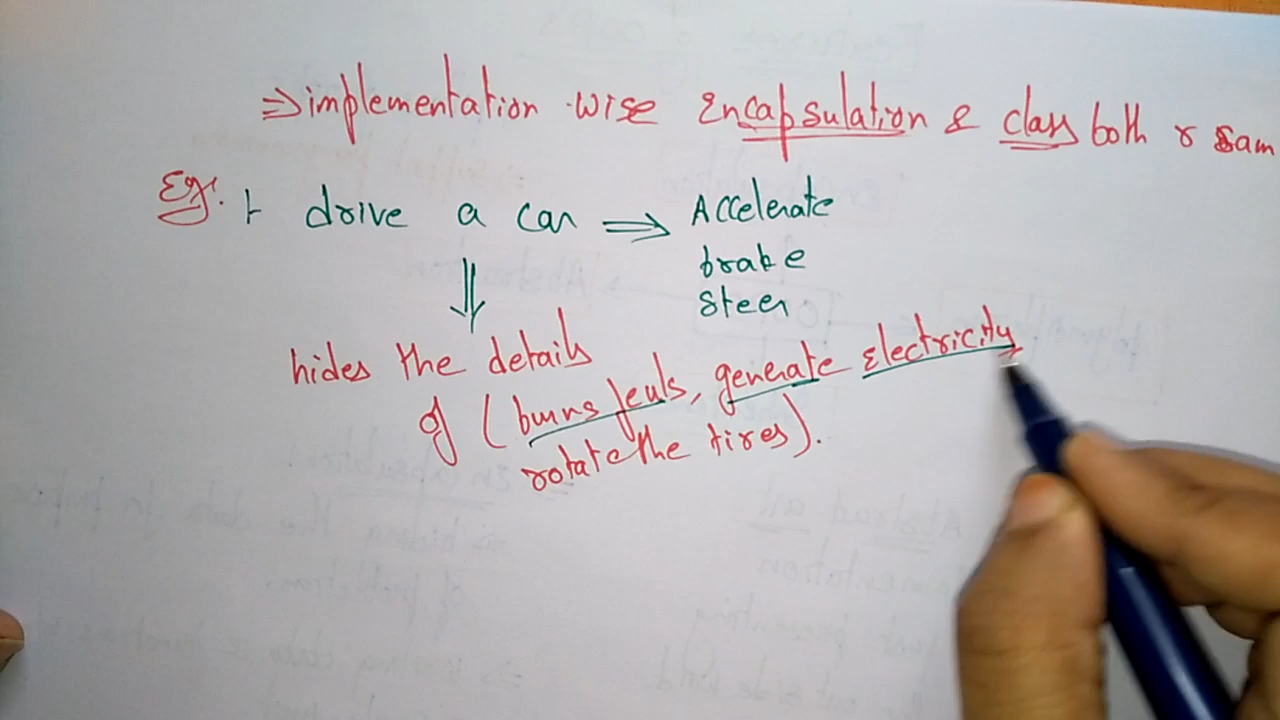 ⇒ implementation wise Encapsulation & class both r sam
Eg: I drive a car ⇒ Accelerate
brake
steer
hides the details
of (burns feuls, generate Electricity,
rotate the tires).